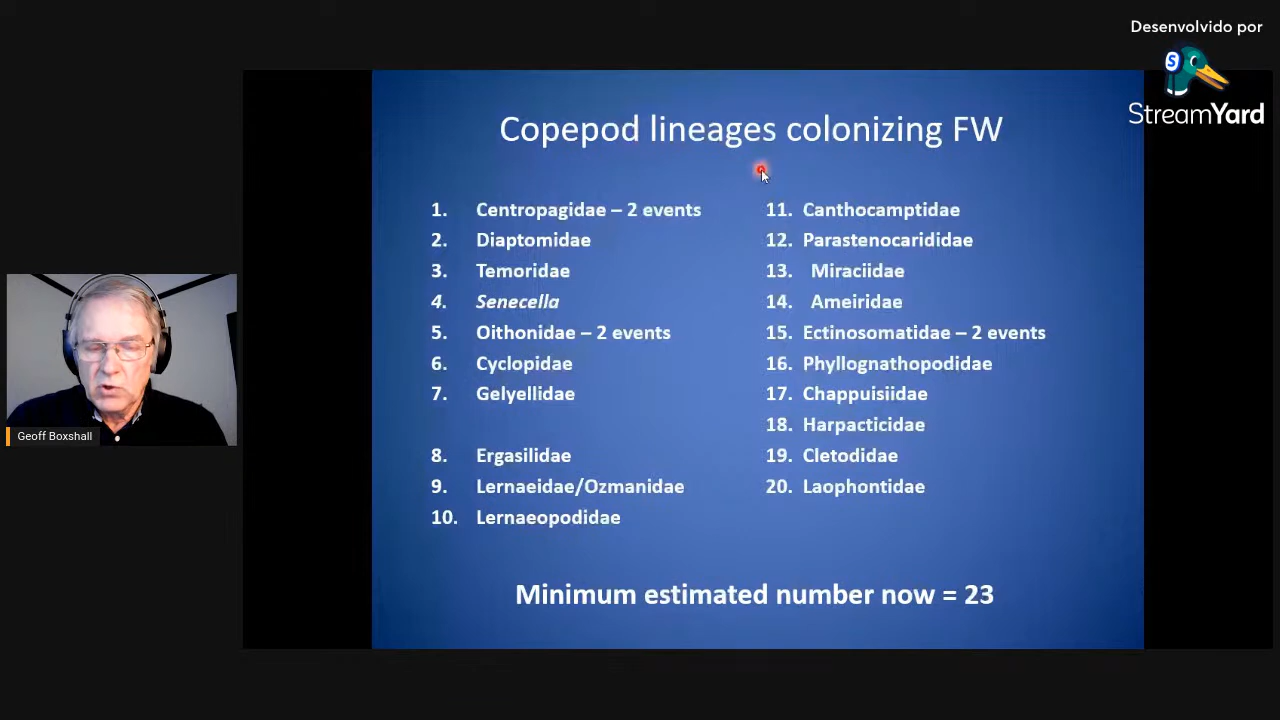 Desenvolvido por
StreamYard
Copepod lineages colonizing FW
1. Centropagidae – 2 events
2. Diaptomidae
3. Temoridae
4. Senecella
5. Oithonidae – 2 events
6. Cyclopidae
7. Gelyellidae
8. Ergasilidae
9. Lernaeidae/Ozmanidae
10. Lernaeopodidae
11. Canthocamptidae
12. Parastenocarididae
13. Miraciidae
14. Ameiridae
15. Ectinosomatidae – 2 events
16. Phyllognathopodidae
17. Chappuisiidae
18. Harpacticidae
19. Cletodidae
20. Laophontidae
Minimum estimated number now = 23
Geoff Boxshall